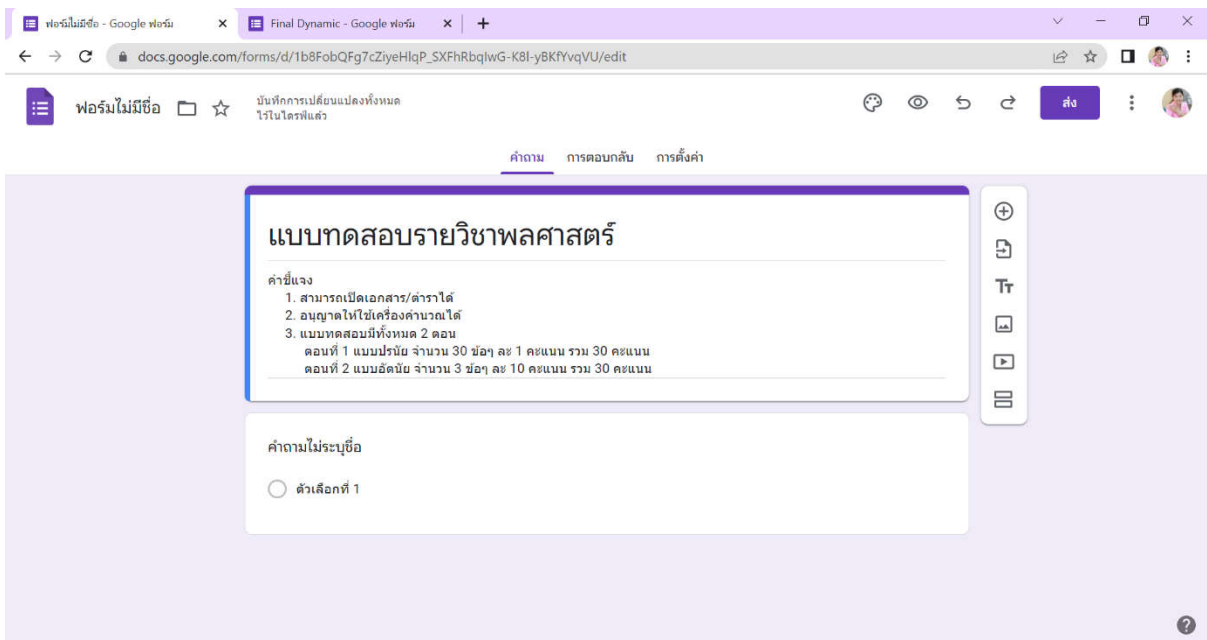 ฟอร์มไม่มีชื่อ - Google ฟอร์ม
Final Dynamic - Google ฟอร์ม
docs.google.com/forms/d/1b8FobQFg7cZiyeHlqP_SXFhRbqlwG-K8I-yBKfYvqVU/edit
ฟอร์มไม่มีชื่อ
บันทึกการเปลี่ยนแปลงทั้งหมด
ไว้ในไดรฟ์แล้ว
ส่ง
คำถาม การตอบกลับ การตั้งค่า
แบบทดสอบรายวิชาพลศาสตร์
คำชี้แจง
1. สามารถเปิดเอกสาร/ตำราได้
2. อนุญาตให้ใช้เครื่องคำนวณได้
3. แบบทดสอบมีทั้งหมด 2 ตอน
ตอนที่ 1 แบบปรนัย จำนวน 30 ข้อๆ ละ 1 คะแนน รวม 30 คะแนน
ตอนที่ 2 แบบอัตนัย จำนวน 3 ข้อๆ ละ 10 คะแนน รวม 30 คะแนน
คำถามไม่ระบุชื่อ
ตัวเลือกที่ 1